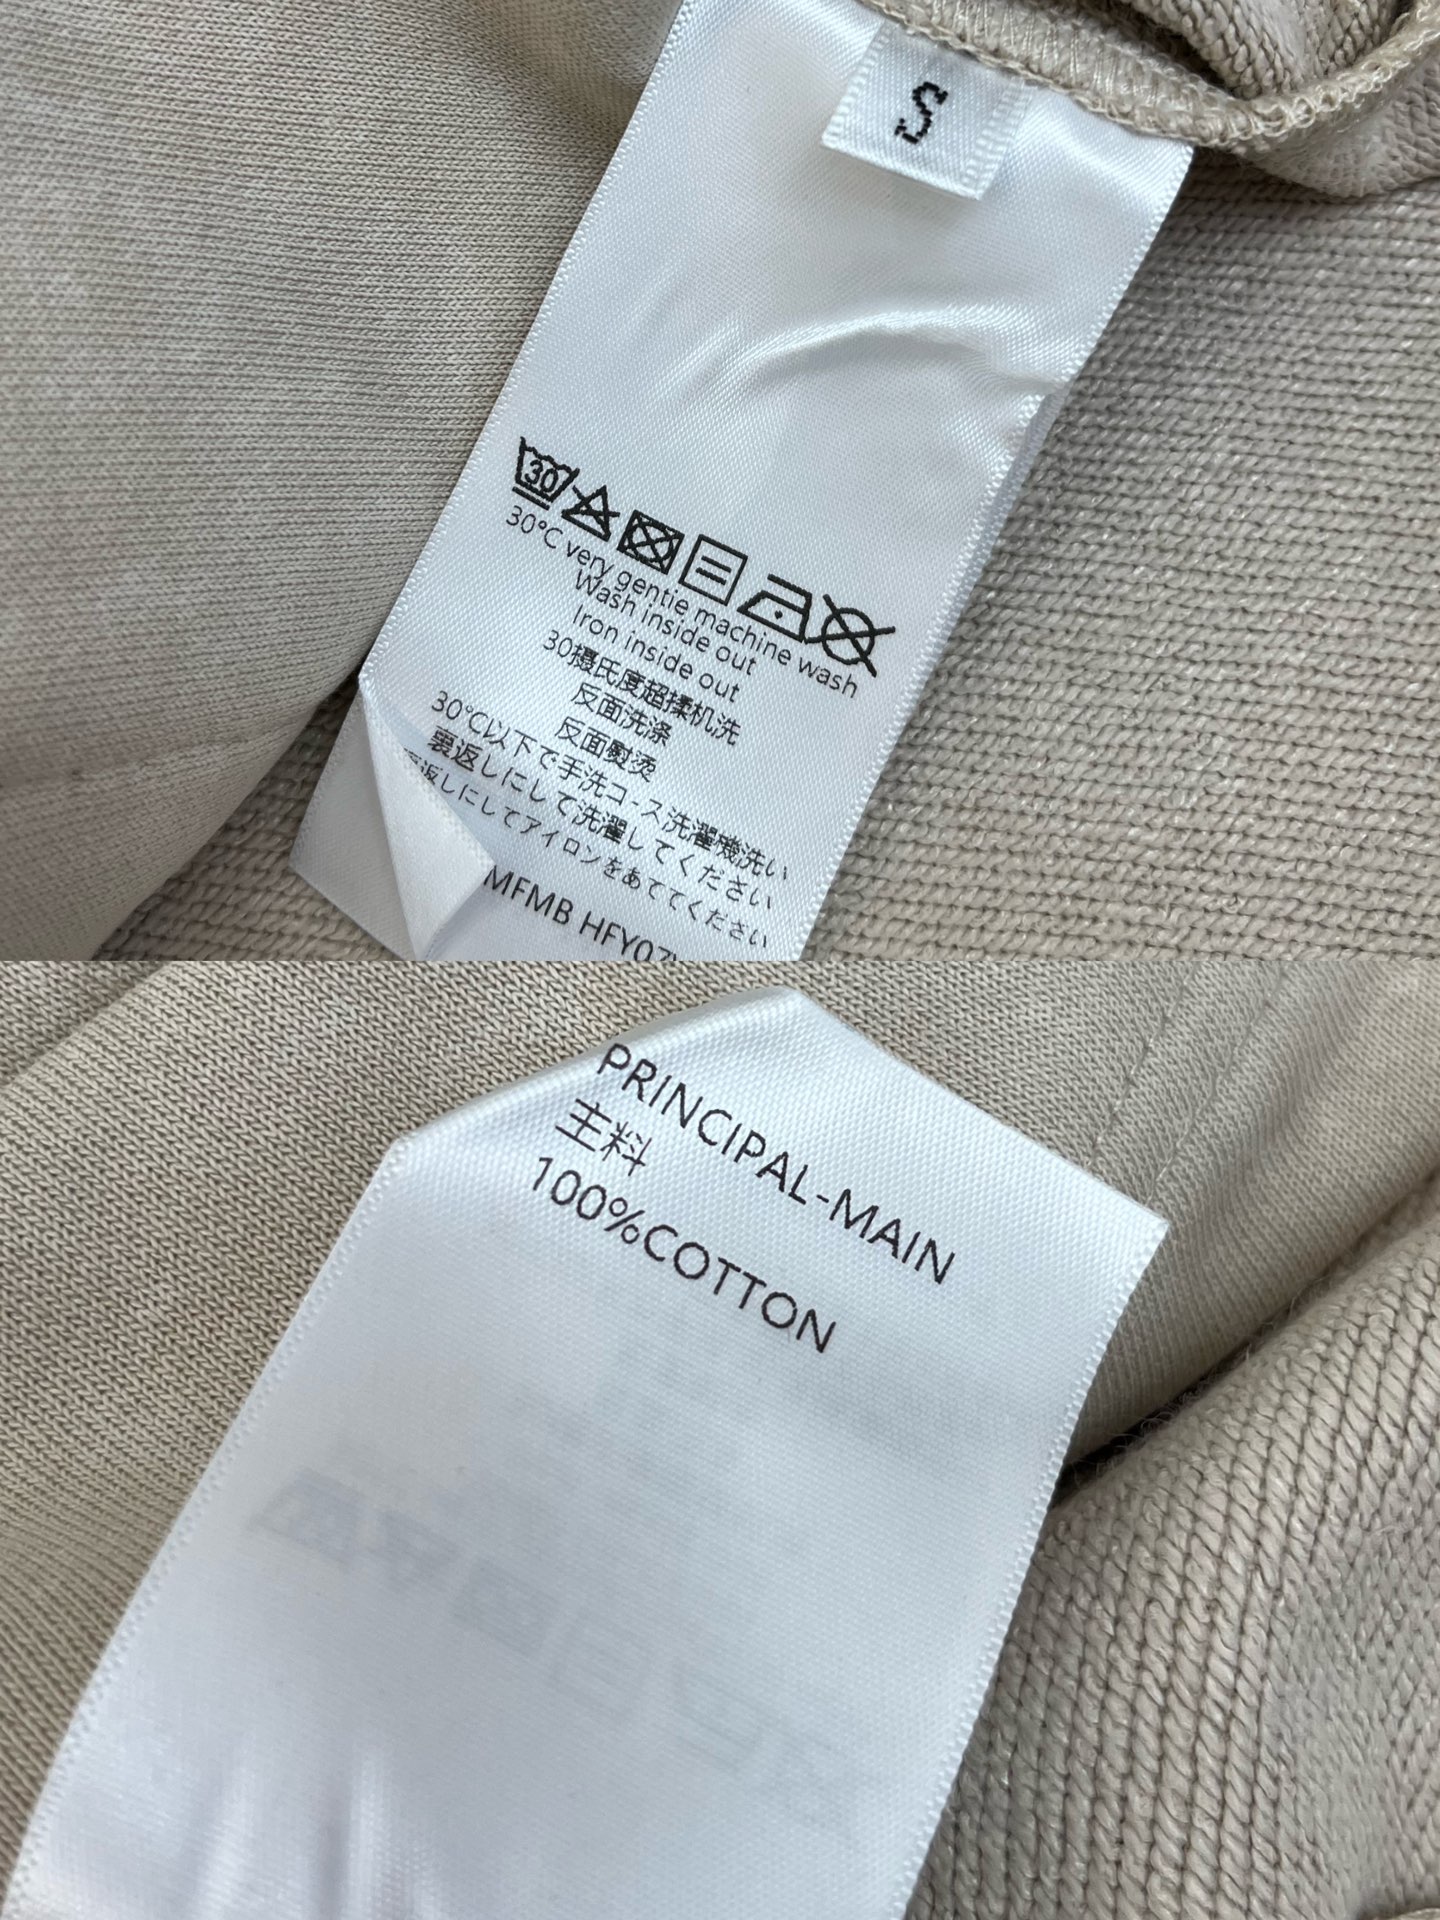 S
30
30°C very gentie machine wash
Wash inside out
Iron inside out
30摄氏度超揉机洗
反面洗涤
反面熨烫
30℃以下で手洗コース洗濯機洗い
裏返しにして洗濯してください
返しにしてアイロンをあててください
MFMB HFY07
PRINCIPAL-MAIN
主料
100%COTTON